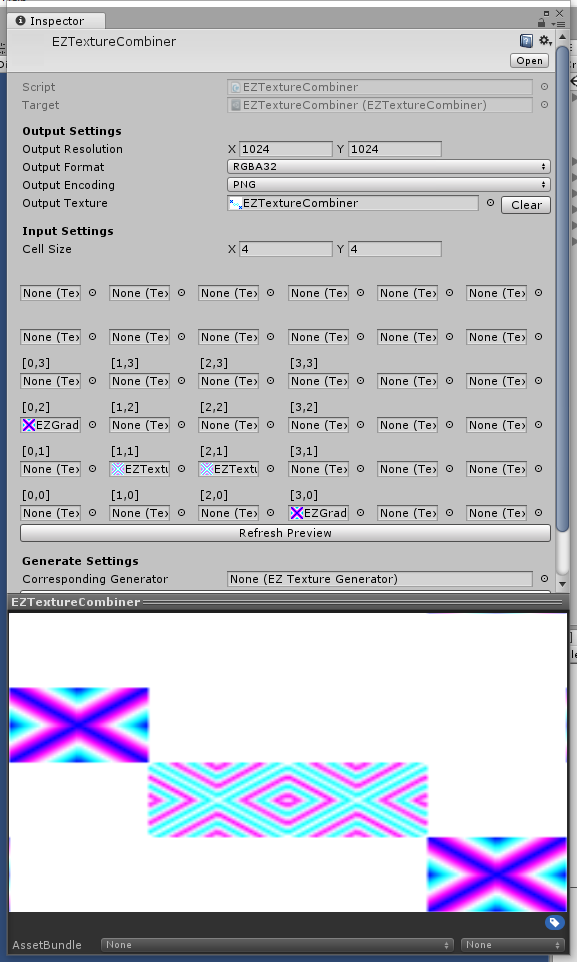 Inspector
EZTextureCombiner
Open
Script EZTextureCombiner
Target EZTextureCombiner (EZTextureCombiner)
Output Settings
Output Resolution X 1024 Y 1024
Output Format RGBA32
Output Encoding PNG
Output Texture EZTextureCombiner Clear
Input Settings
Cell Size X 4 Y 4
None (Tex None (Tex None (Tex None (Tex None (Tex None (Tex
None (Tex None (Tex None (Tex None (Tex None (Tex None (Tex
[0,3] [1,3] [2,3] [3,3]
None (Tex None (Tex None (Tex None (Tex None (Tex None (Tex
[0,2] [1,2] [2,2] [3,2]
EZGrad None (Tex None (Tex None (Tex None (Tex None (Tex
[0,1] [1,1] [2,1] [3,1]
None (Tex EZTextu EZTextu None (Tex None (Tex None (Tex
[0,0] [1,0] [2,0] [3,0]
None (Tex None (Tex None (Tex EZGrad None (Tex None (Tex
Refresh Preview
Generate Settings
Corresponding Generator None (EZ Texture Generator)
EZTextureCombiner
AssetBundle None None